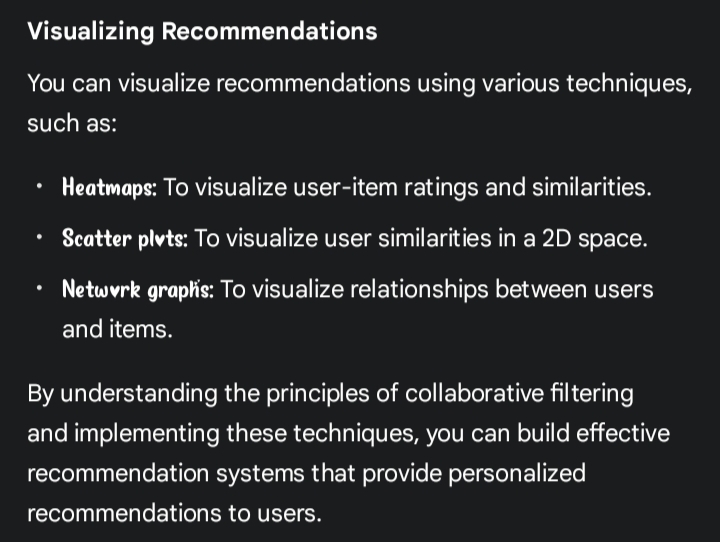 Visualizing Recommendations
You can visualize recommendations using various techniques,
such as:
• Heatmaps: To visualize user-item ratings and similarities.
• Scatter plots: To visualize user similarities in a 2D space.
• Network graphs: To visualize relationships between users
and items.
By understanding the principles of collaborative filtering
and implementing these techniques, you can build effective
recommendation systems that provide personalized
recommendations to users.